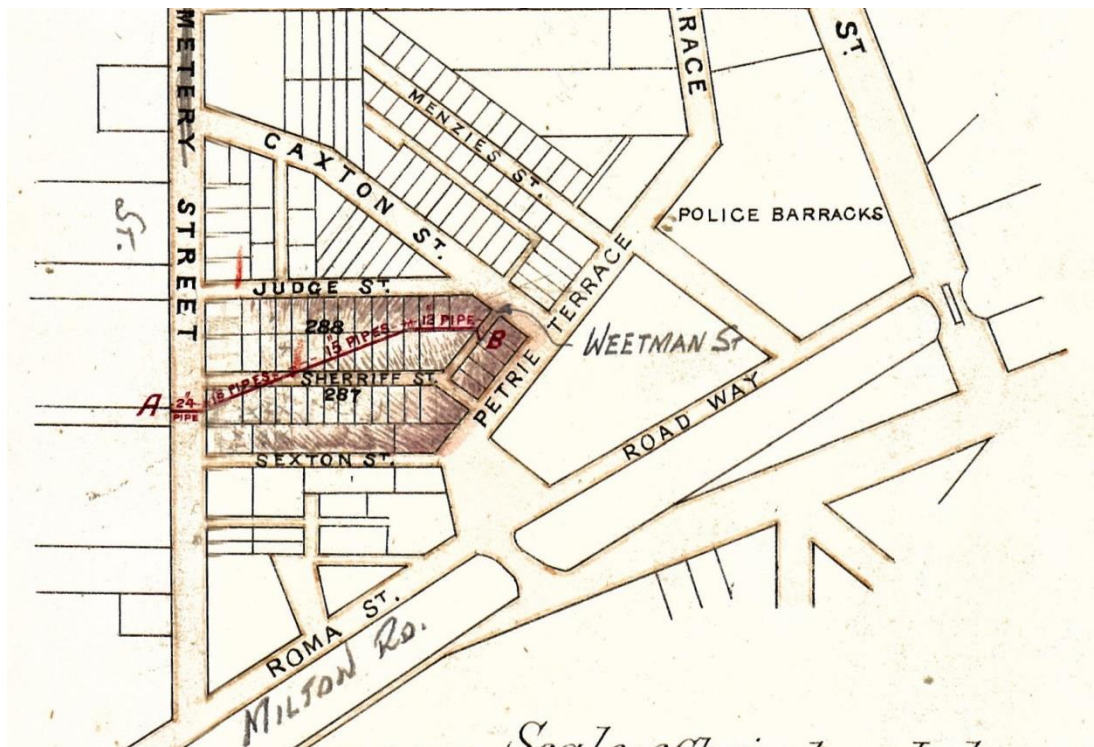 METERY STREET
RRACE
ST.
MENZIES ST.
CAXTON ST.
POLICE BARRACKS
St.
JUDGE ST.
PETRIE TERRACE
288
15" PIPES
12" PIPE
B
WEETMAN St
SHERRIFF ST.
18" PIPES
287
A
24" PIPE
ROAD WAY
SEXTON ST.
ROMA ST.
MILTON RD.
Scale